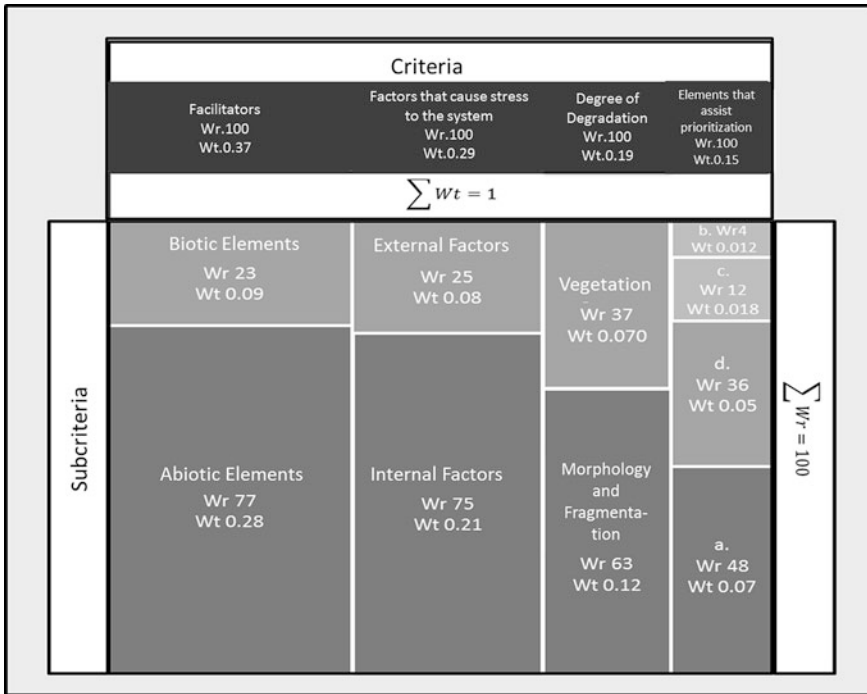 Criteria
Facilitators
Wr.100
Wt.0.37
Factors that cause stress
to the system
Wr.100
Wt.0.29
Degree of
Degradation
Wr.100
Wt.0.19
Elements that
assist
prioritization
Wr.100
Wt.0.15
∑ Wt = 1
Subcriteria
Biotic Elements
Wr 23
Wt 0.09
Abiotic Elements
Wr 77
Wt 0.28
External Factors
Wr 25
Wt 0.08
Internal Factors
Wr 75
Wt 0.21
Vegetation
Wr 37
Wt 0.070
Morphology
and
Fragmenta-
tion
Wr 63
Wt 0.12
b. Wr4
Wt 0.012
c.
Wr 12
Wt 0.018
d.
Wr 36
Wt 0.05
a.
Wr 48
Wt 0.07
∑ Wr = 100